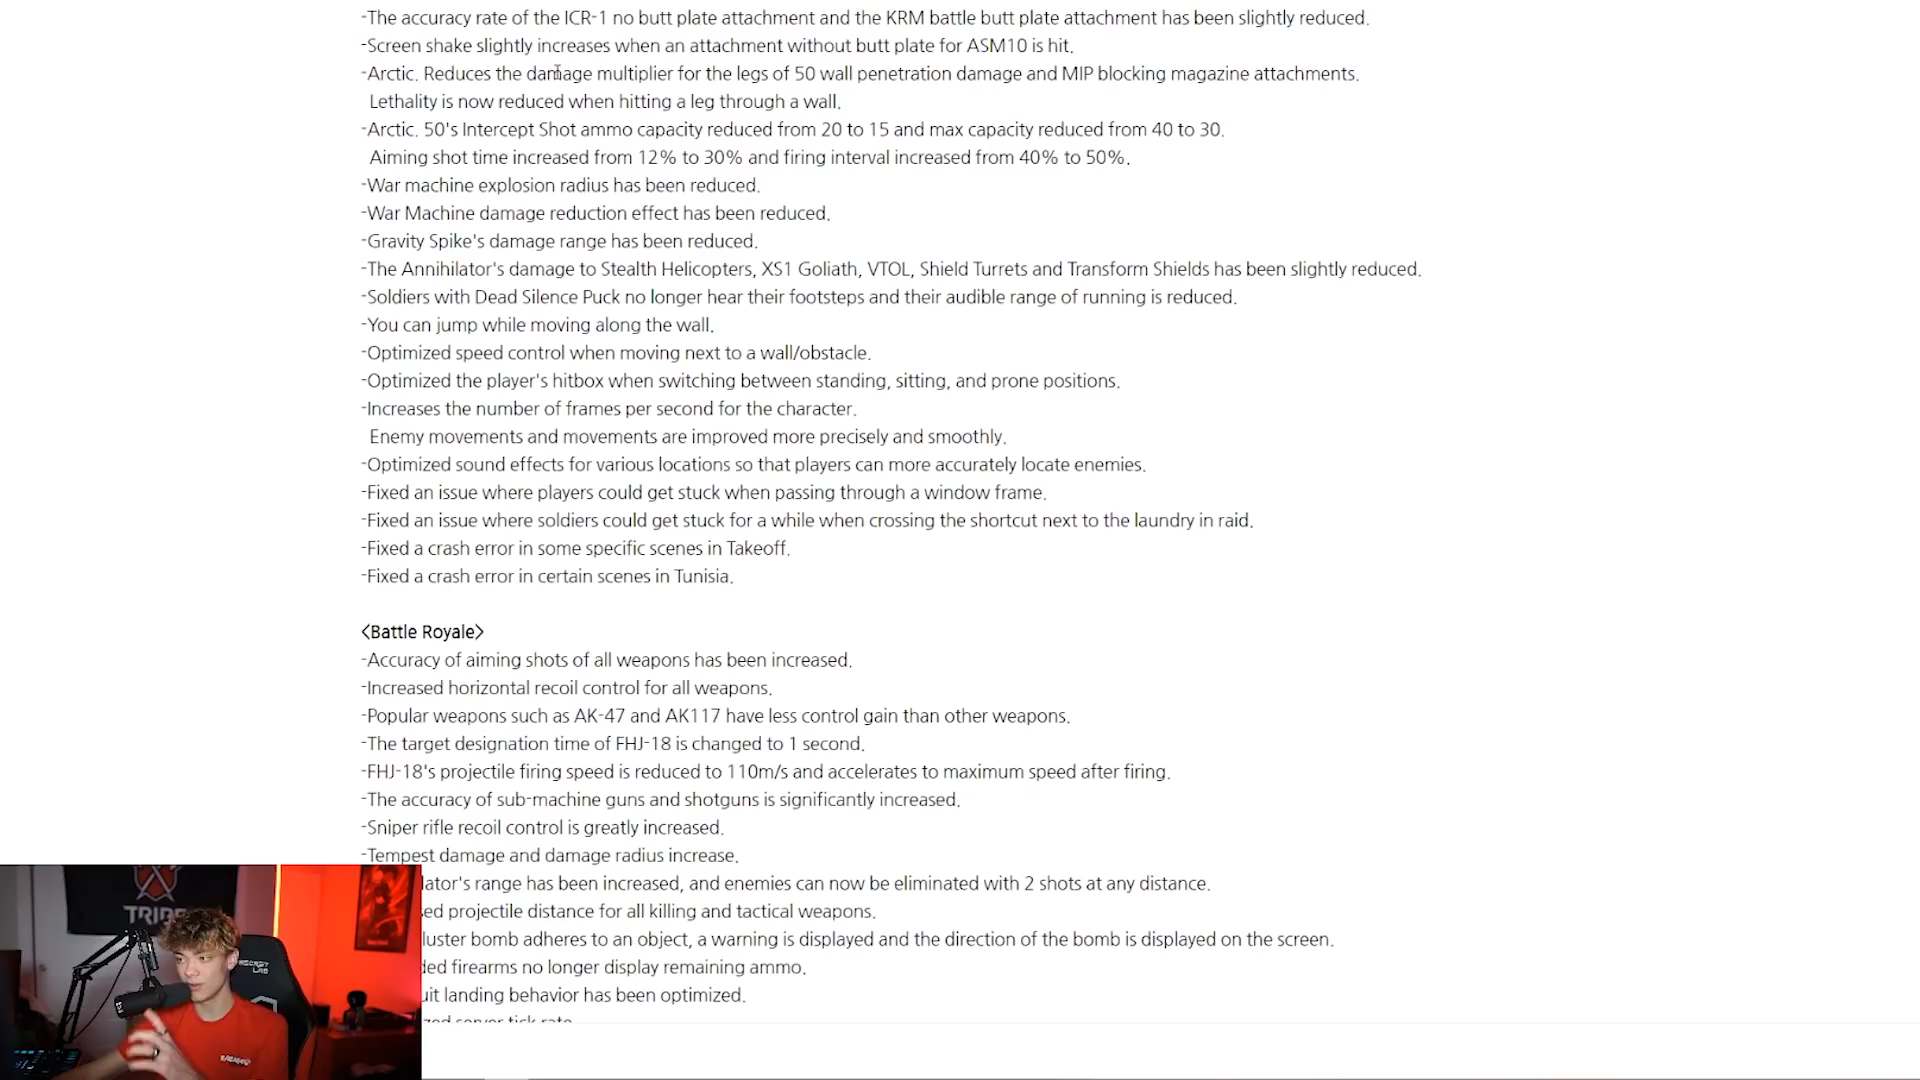 -The accuracy rate of the ICR-1 no butt plate attachment and the KRM battle butt plate attachment has been slightly reduced.
-Screen shake slightly increases when an attachment without butt plate for ASM10 is hit.
-Arctic. Reduces the damage multiplier for the legs of 50 wall penetration damage and MIP blocking magazine attachments.
Lethality is now reduced when hitting a leg through a wall.
-Arctic. 50's Intercept Shot ammo capacity reduced from 20 to 15 and max capacity reduced from 40 to 30.
Aiming shot time increased from 12% to 30% and firing interval increased from 40% to 50%.
-War machine explosion radius has been reduced.
-War Machine damage reduction effect has been reduced.
-Gravity Spike's damage range has been reduced.
-The Annihilator's damage to Stealth Helicopters, XS1 Goliath, VTOL, Shield Turrets and Transform Shields has been slightly reduced.
-Soldiers with Dead Silence Puck no longer hear their footsteps and their audible range of running is reduced.
-You can jump while moving along the wall.
-Optimized speed control when moving next to a wall/obstacle.
-Optimized the player's hitbox when switching between standing, sitting, and prone positions.
-Increases the number of frames per second for the character.
Enemy movements and movements are improved more precisely and smoothly.
-Optimized sound effects for various locations so that players can more accurately locate enemies.
-Fixed an issue where players could get stuck when passing through a window frame.
-Fixed an issue where soldiers could get stuck for a while when crossing the shortcut next to the laundry in raid.
-Fixed a crash error in some specific scenes in Takeoff.
-Fixed a crash error in certain scenes in Tunisia.
<Battle Royale>
-Accuracy of aiming shots of all weapons has been increased.
-Increased horizontal recoil control for all weapons.
-Popular weapons such as AK-47 and AK117 have less control gain than other weapons.
-The target designation time of FHJ-18 is changed to 1 second.
-FHJ-18's projectile firing speed is reduced to 110m/s and accelerates to maximum speed after firing.
-The accuracy of sub-machine guns and shotguns is significantly increased.
-Sniper rifle recoil control is greatly increased.
-Tempest damage and damage radius increase.
lator's range has been increased, and enemies can now be eliminated with 2 shots at any distance.
ed projectile distance for all killing and tactical weapons.
luster bomb adheres to an object, a warning is displayed and the direction of the bomb is displayed on the screen.
ded firearms no longer display remaining ammo.
uit landing behavior has been optimized.
zed server tick rate
TRIBE